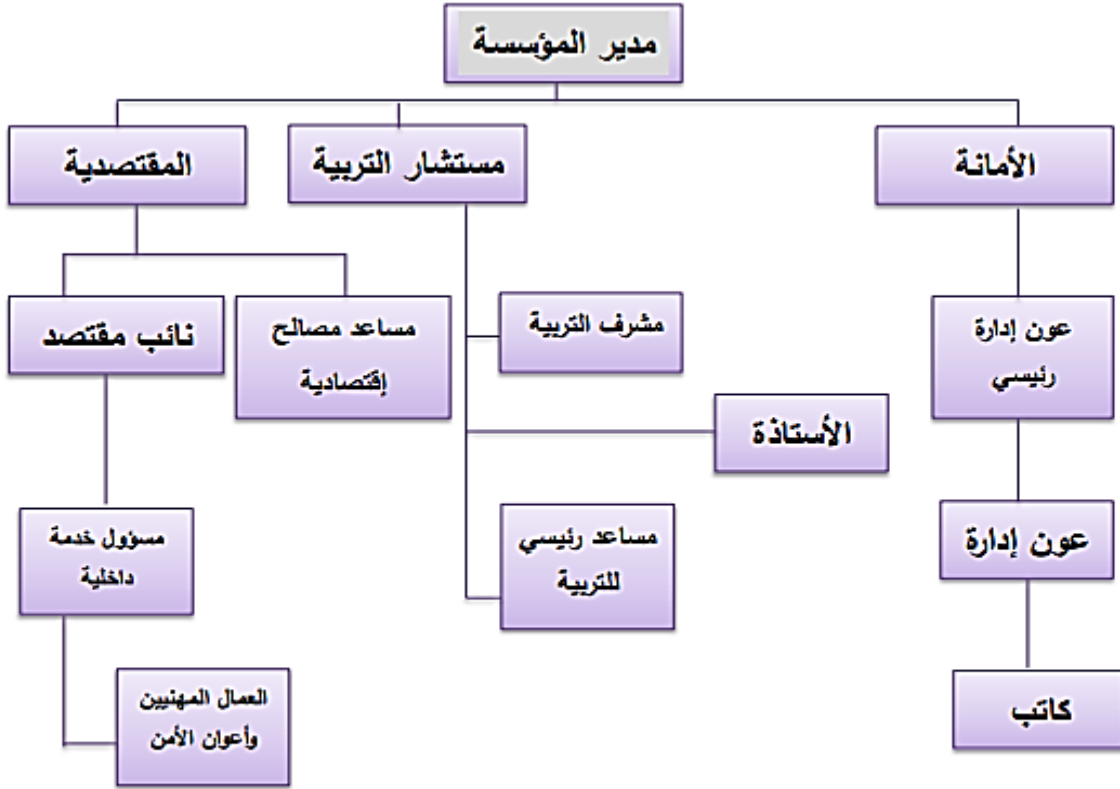 مدير المؤسسة
الأمانة
مستشار التربية
المقتصدية
عون إدارة
رئيسي
مشرف التربية
مساعد مصالح
إقتصادية
نائب مقتصد
الأستاذة
عون إدارة
مساعد رئيسي
للتربية
مسؤول خدمة
داخلية
كاتب
العمال المهنيين
وأعوان الأمن